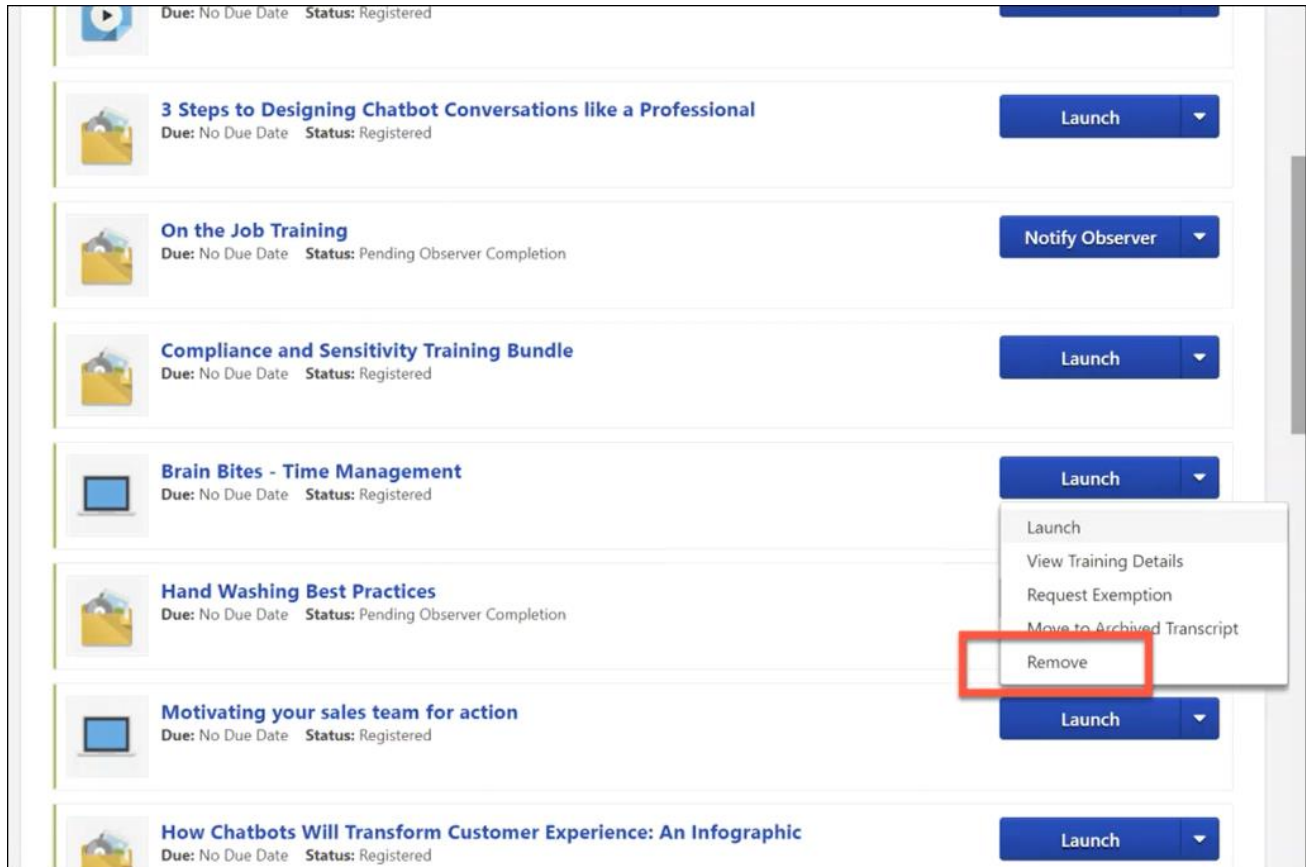 Due: No Due Date Status: Registered
3 Steps to Designing Chatbot Conversations like a Professional
Due: No Due Date Status: Registered
Launch
On the Job Training
Due: No Due Date Status: Pending Observer Completion
Notify Observer
Compliance and Sensitivity Training Bundle
Due: No Due Date Status: Registered
Launch
Brain Bites - Time Management
Due: No Due Date Status: Registered
Launch
Launch
View Training Details
Request Exemption
Move to Archived Transcript
Remove
Hand Washing Best Practices
Due: No Due Date Status: Pending Observer Completion
Motivating your sales team for action
Due: No Due Date Status: Registered
Launch
How Chatbots Will Transform Customer Experience: An Infographic
Due: No Due Date Status: Registered
Launch